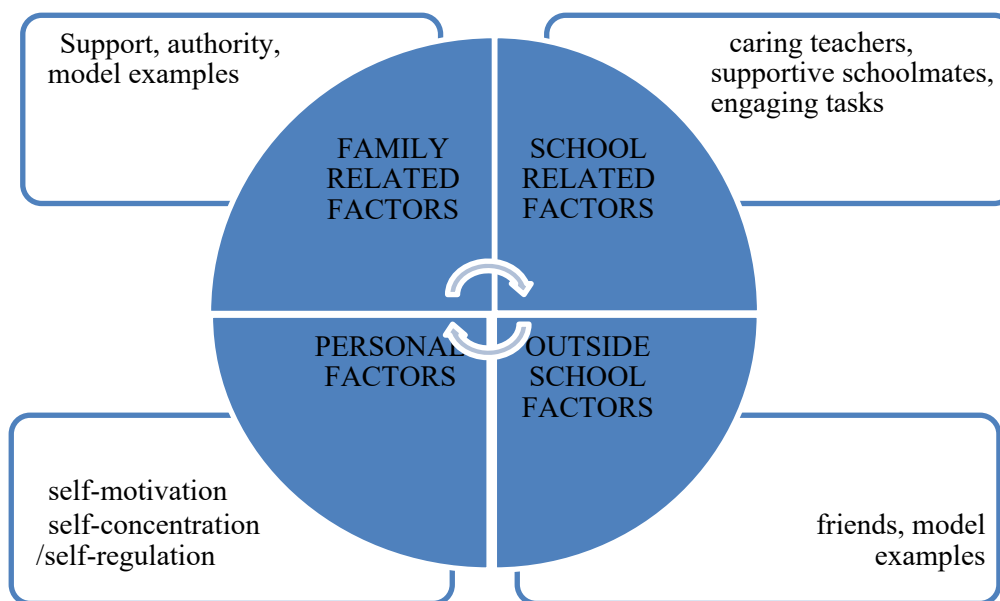 Support, authority,
model examples
caring teachers,
supportive schoolmates,
engaging tasks
FAMILY
RELATED
FACTORS
SCHOOL
RELATED
FACTORS
PERSONAL
FACTORS
OUTSIDE
SCHOOL
FACTORS
self-motivation
self-concentration
/self-regulation
friends, model
examples